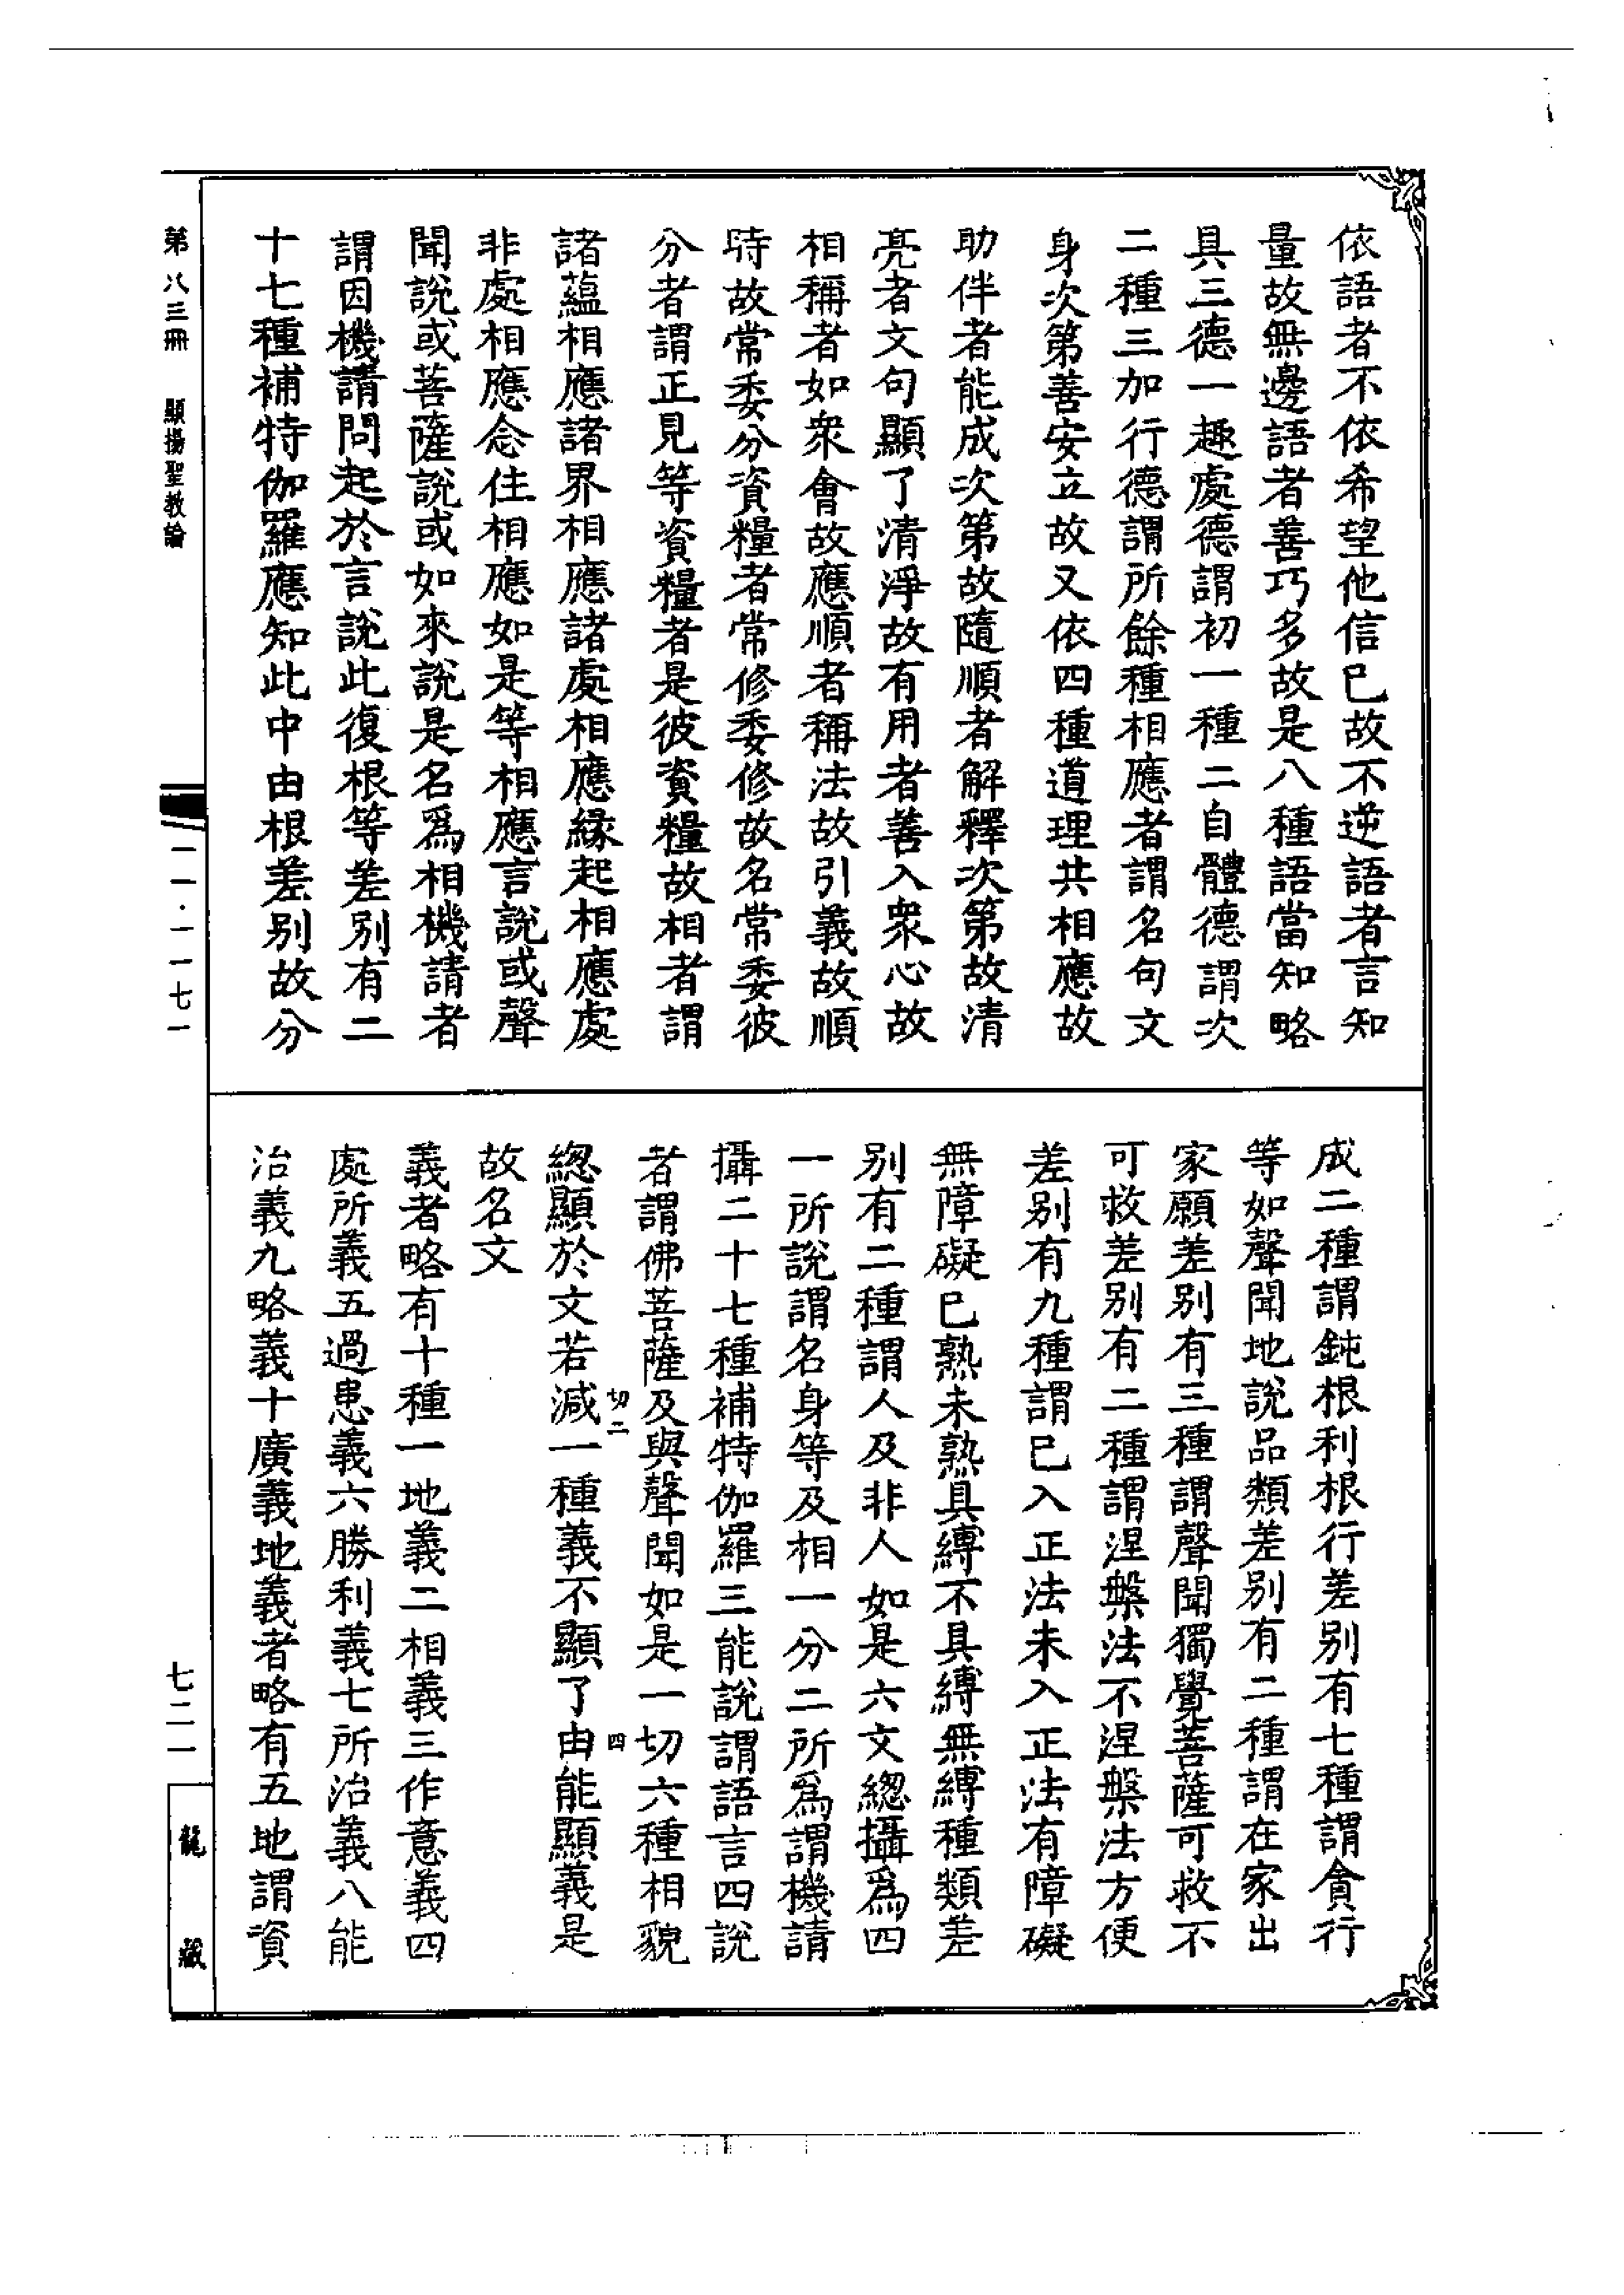 依語者不依希望他信已故不逆語者言知
量故無邊語者善巧多故是八種語當知略
具三德一趣處德謂初一種二自體德謂次
二種三加行德謂所餘種相應者謂名句文
身次第善安立故又依四種道理共相應故
助伴者能成次第故隨順者解釋次第故清
亮者文句顯了清淨故有用者善入衆心故
相稱者如衆會故應順者稱法故引義故順
時故常委分資糧者常修委修故名常委彼
分者謂正見等資糧者是彼資糧故相者謂
諸蘊相應諸界相應諸處相應緣起相應處
非處相應念住相應如是等相應言說或聲
聞說或菩薩說或如來說是名爲相機請者
謂因機請問起於言說此復根等差別有二
十七種補特伽羅應知此中由根差別故分
成二種謂鈍根利根行差別有七種謂貪行
等如聲聞地說品類差別有二種謂在家出
家願差別有三種謂聲聞獨覺菩薩可救不
可救差別有二種謂涅槃法不涅槃法方便
差別有九種謂已入正法未入正法有障礙
無障礙已熟未熟具縛不具縛無縛種類差
別有二種謂人及非人如是六文緫攝爲四
一所說謂名身等及相一分二所爲謂機請
攝二十七種補特伽羅三能說謂語言四說
者謂佛菩薩及與聲聞如是一切六種相貌
緫顯於文若減一種義不顯了由能顯義是
故名文
義者略有十種一地義二相義三作意義四
處所義五過患義六勝利義七所治義八能
治義九略義十廣義地義者略有五地謂資
切二
四
第八三冊 顯揚聖教論
一一·一一七一
七二一
龍藏